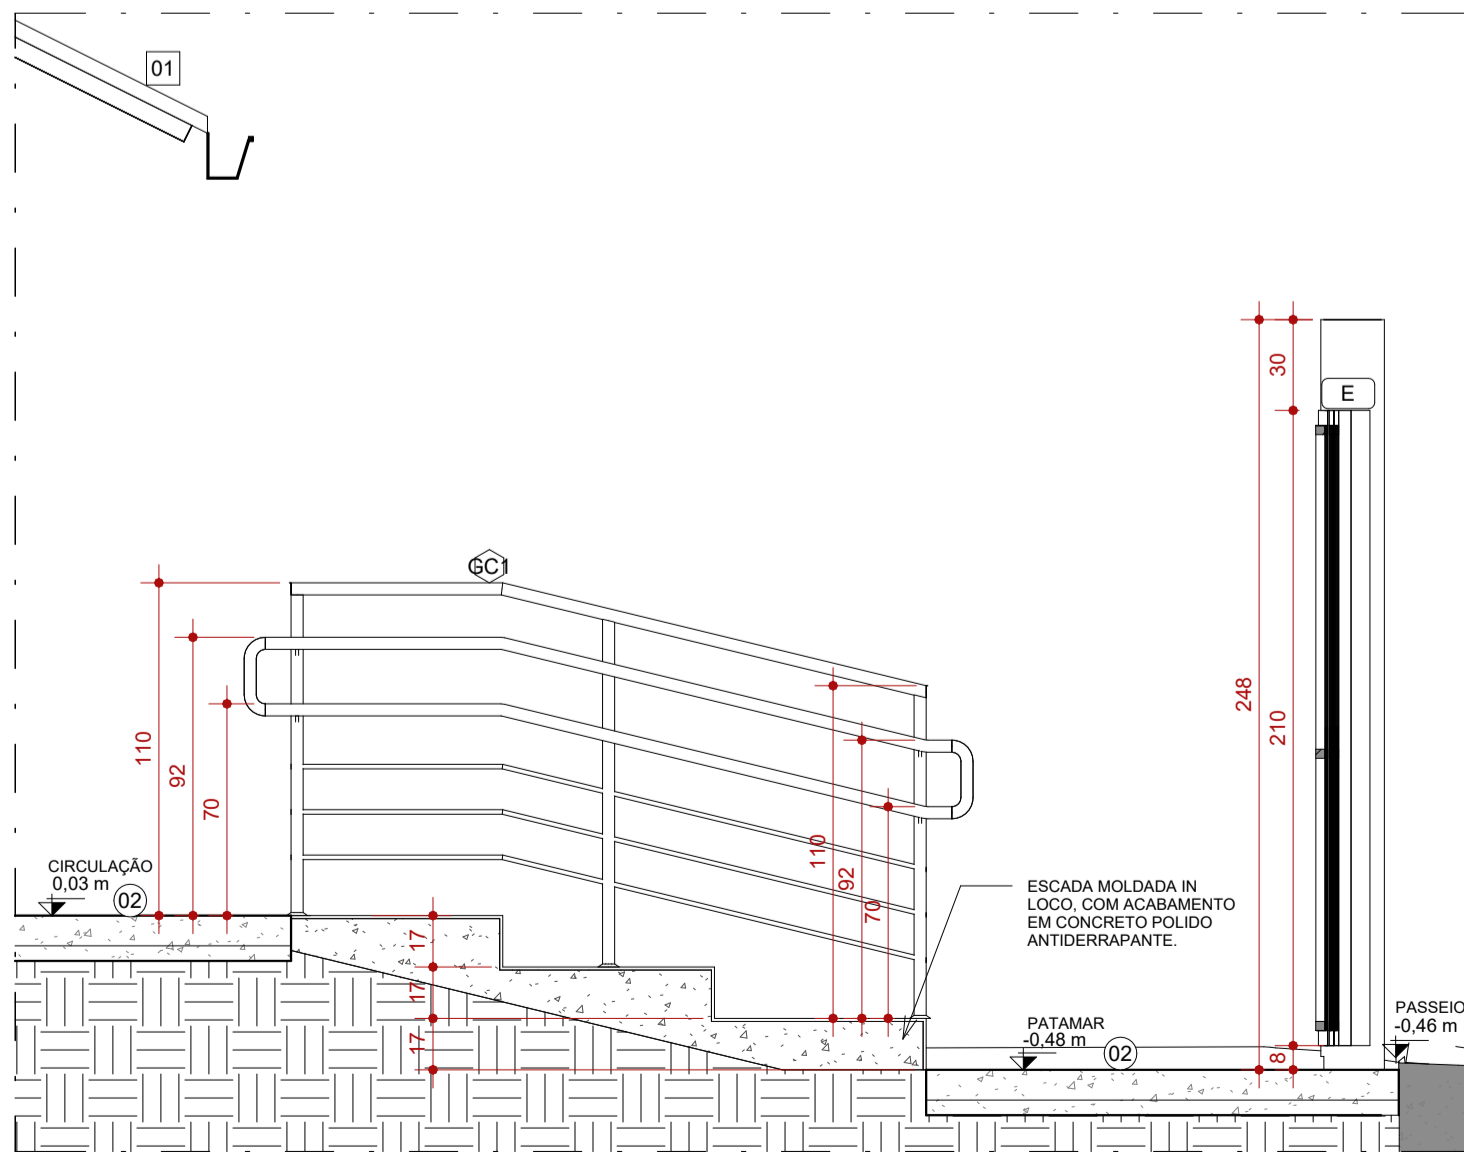 01
30
E
GC1
248
210
110
92
70
110
92
70
CIRCULAÇÃO
0,03 m
02
ESCADA MOLDADA IN
LOCO, COM ACABAMENTO
EM CONCRETO POLIDO
ANTIDERRAPANTE.
17
17
17
PATAMAR
-0,48 m
02
PASSEIO
-0,46 m
8